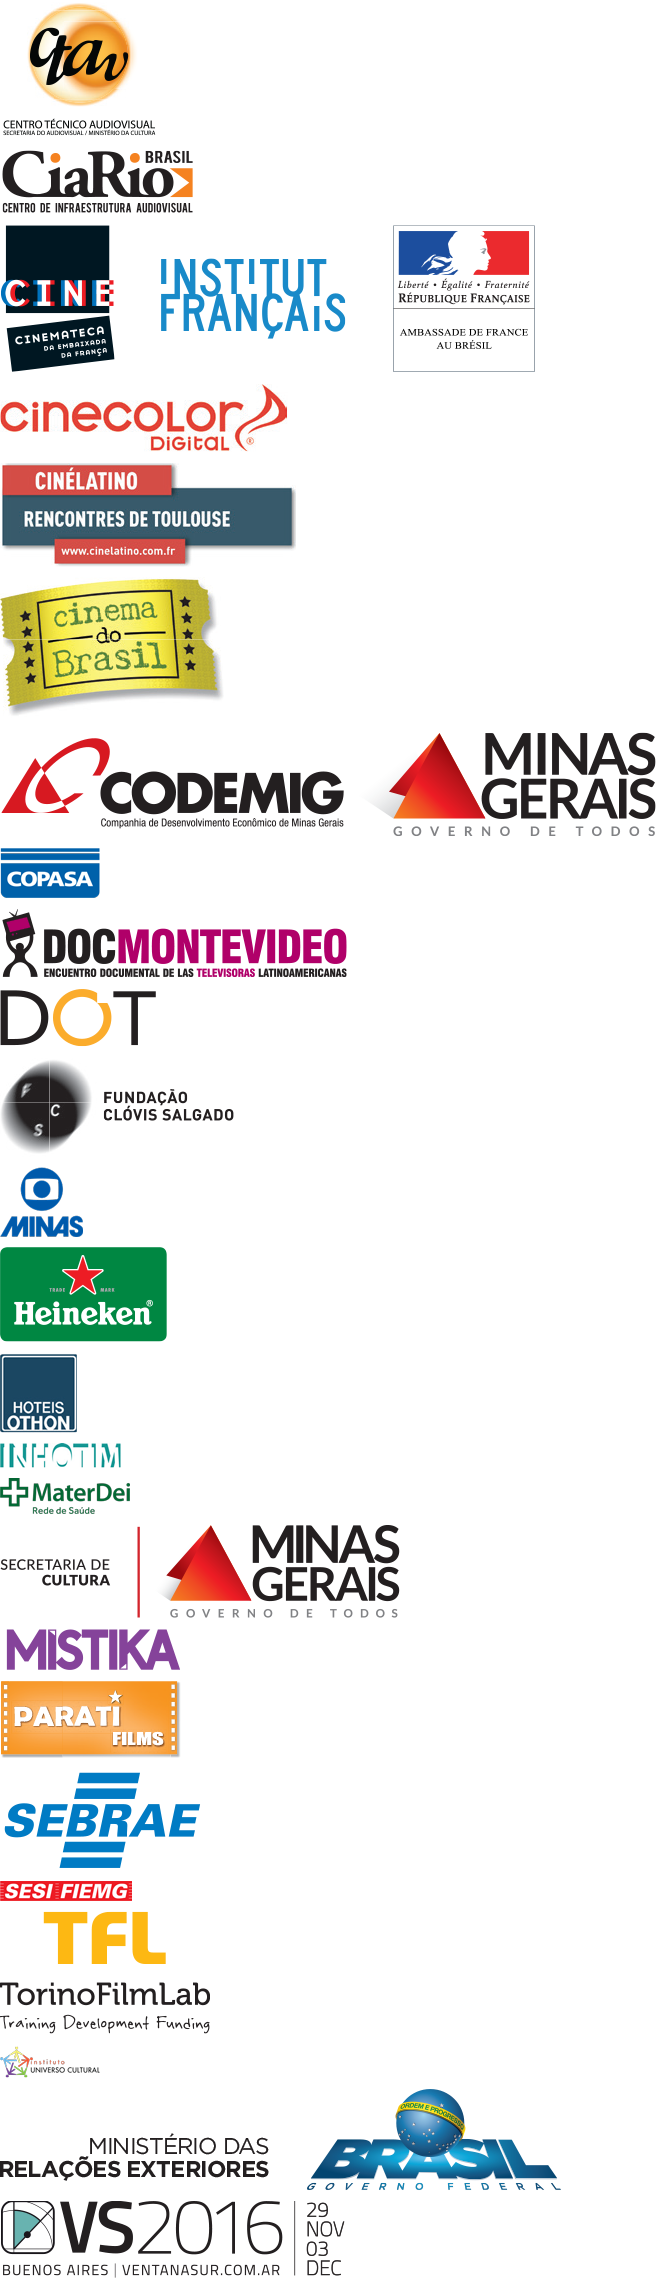 ctav
CENTRO TÉCNICO AUDIOVISUAL
SECRETARIA DO AUDIOVISUAL / MINISTÉRIO DA CULTURA
BRASIL
CiaRio
CENTRO DE INFRAESTRUTURA AUDIOVISUAL
CINE
CINEMATECA
DA EMBAIXADA
DA FRANÇA
INSTITUT
FRANÇAIS
Liberté • Égalité • Fraternité
RÉPUBLIQUE FRANÇAISE
AMBASSADE DE FRANCE
AU BRÉSIL
cinecolor
DIGITAL ®
CINÉLATINO
RENCONTRES DE TOULOUSE
www.cinelatino.com.fr
cinema
do
Brasil
CODEMIG
Companhia de Desenvolvimento Econômico de Minas Gerais
MINAS
GERAIS
GOVERNO DE TODOS
COPASA
DOCMONTEVIDEO
ENCUENTRO DOCUMENTAL DE LAS TELEVISORAS LATINOAMERICANAS
DOT
F
C
S
FUNDAÇÃO
CLÓVIS SALGADO
MINAS
TRADE MARK
Heineken®
HOTEIS
OTHON
INHOTIM
MaterDei
Rede de Saúde
SECRETARIA DE
CULTURA
MINAS
GERAIS
GOVERNO DE TODOS
MISTIKA
PARATI
FILMS
SEBRAE
SESI FIEMG
TFL
TorinoFilmLab
Training Development Funding
instituto
UNIVERSO CULTURAL
MINISTÉRIO DAS
RELAÇÕES EXTERIORES
ORDEM E PROGRESSO
BRASIL
GOVERNO FEDERAL
VS2016
BUENOS AIRES | VENTANASUR.COM.AR
29
NOV
03
DEC